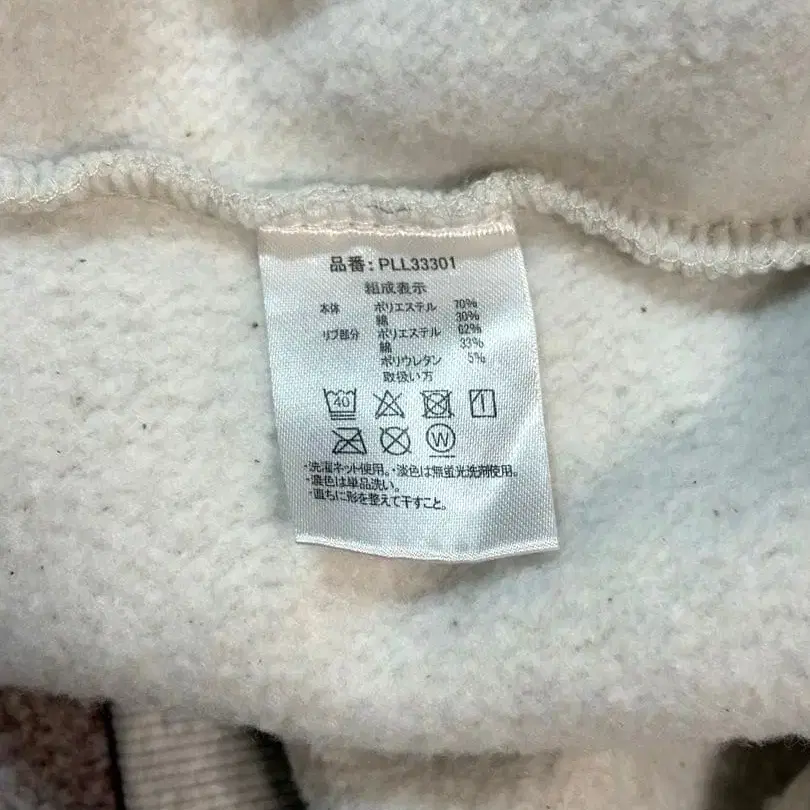 品番：PLL33301
組成表示
本体 ポリエステル 70%
綿 30%
リブ部分 ポリエステル 62%
綿 33%
ポリウレタン 5%
取扱い方
40
W
・洗濯ネット使用。・淡色は無蛍光洗剤使用。
・濃色は単品洗い。
・直ちに形を整えて干すこと。